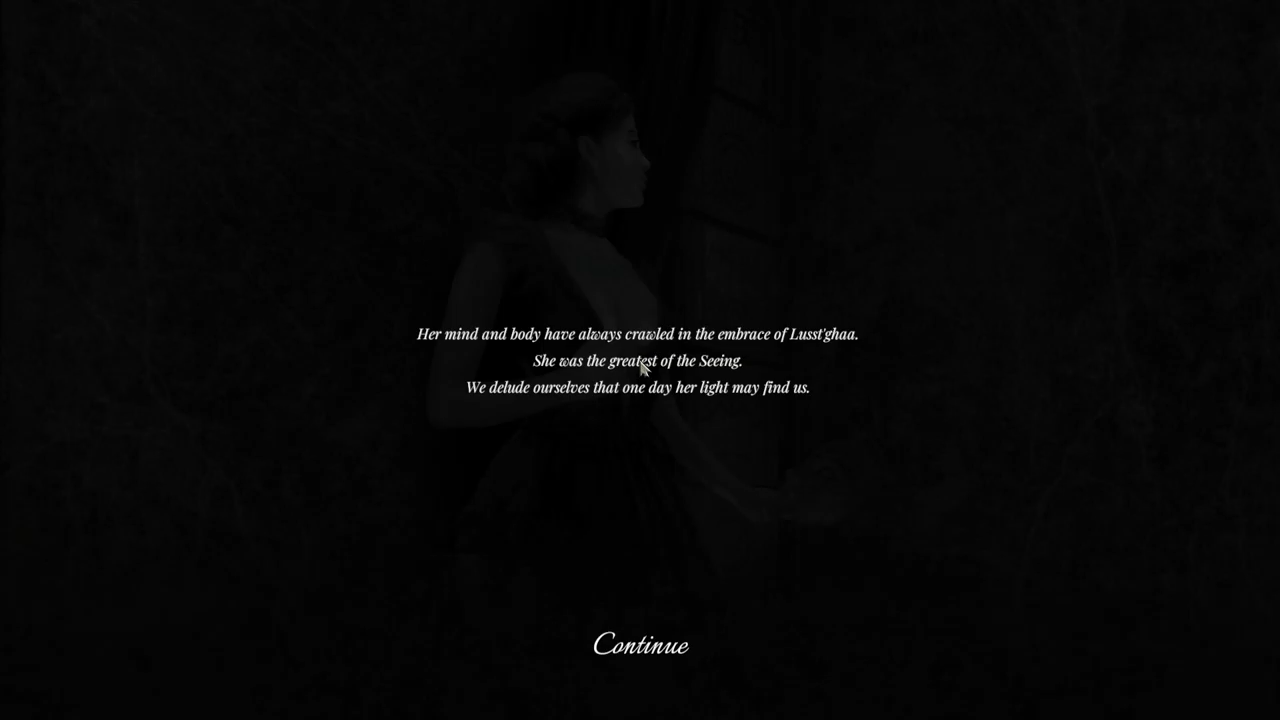 Her mind and body have always crawled in the embrace of Lusst'ghaa.
She was the greatest of the Seeing.
We delude ourselves that one day her light may find us.
Continue